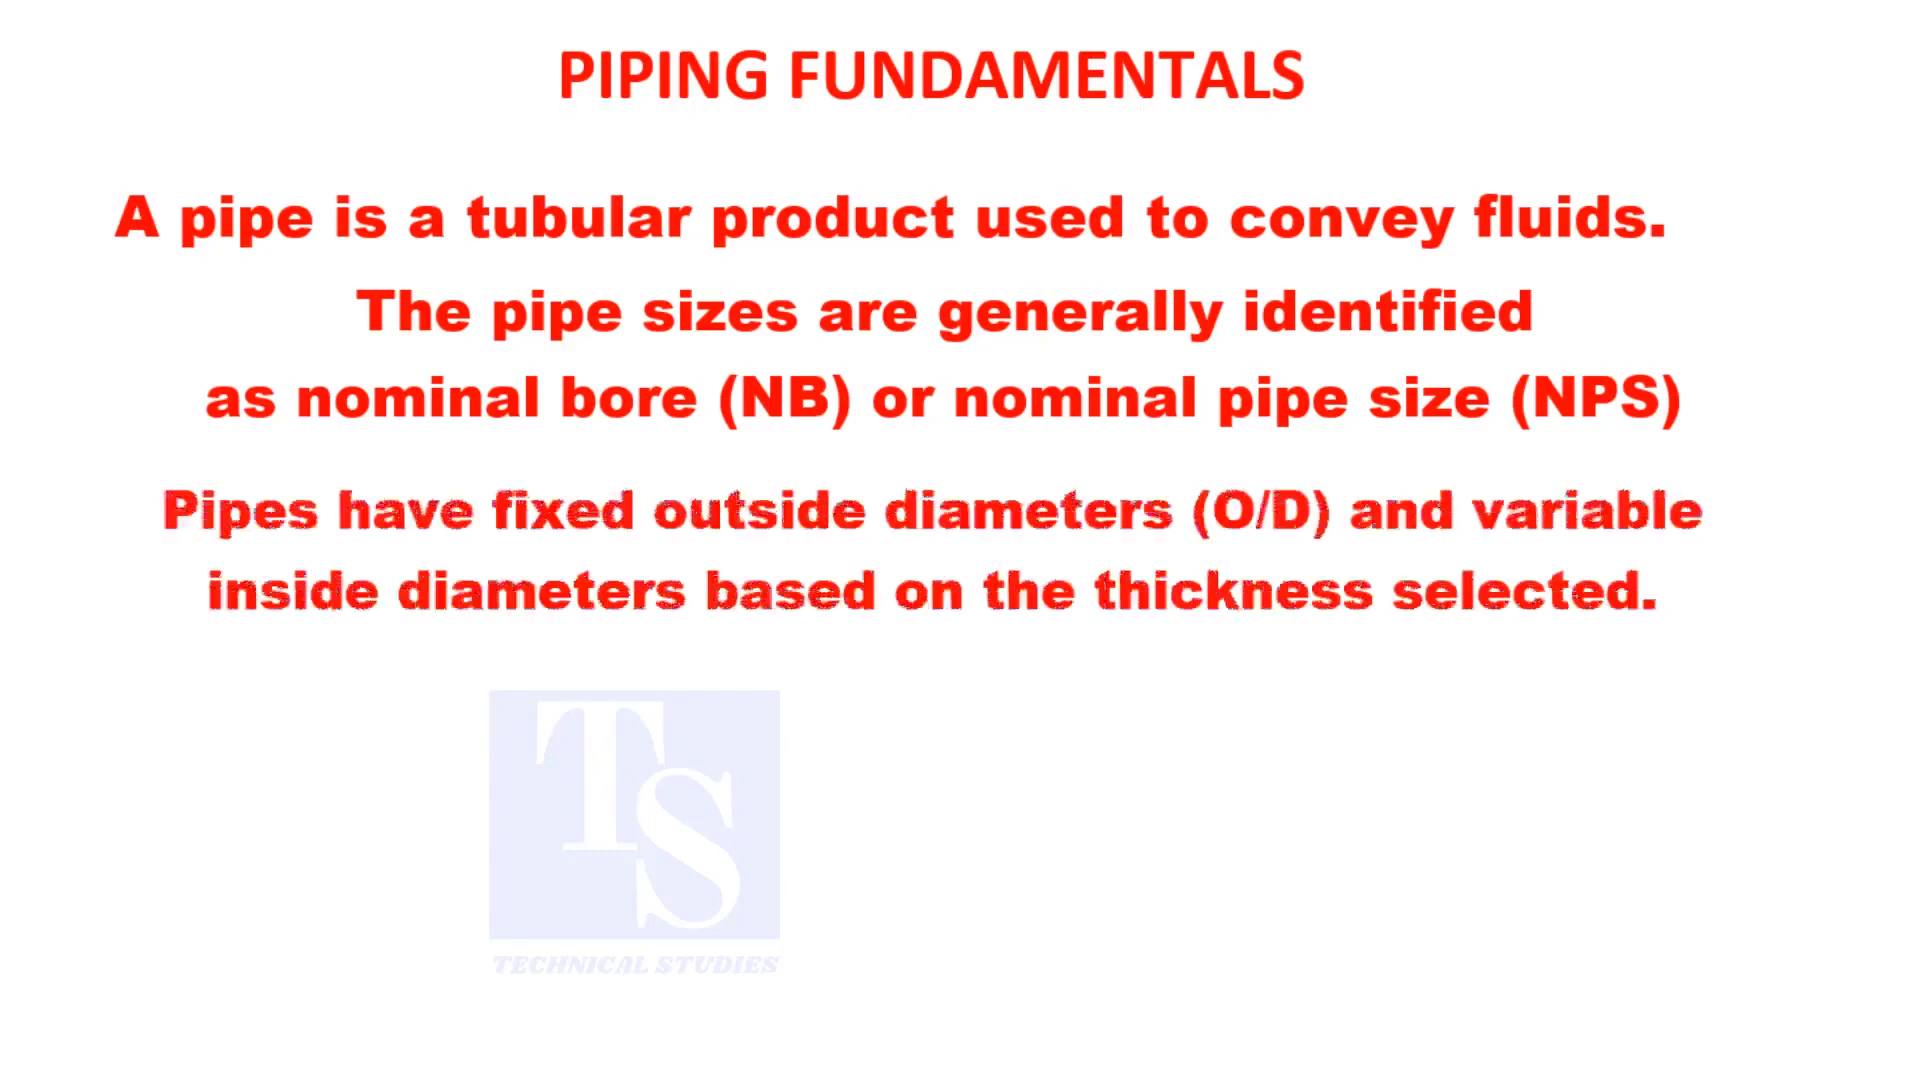 PIPING FUNDAMENTALS
A pipe is a tubular product used to convey fluids.
The pipe sizes are generally identified
as nominal bore (NB) or nominal pipe size (NPS)
Pipes have fixed outside diameters (O/D) and variable
inside diameters based on the thickness selected.
TS
TECHNICAL STUDIES